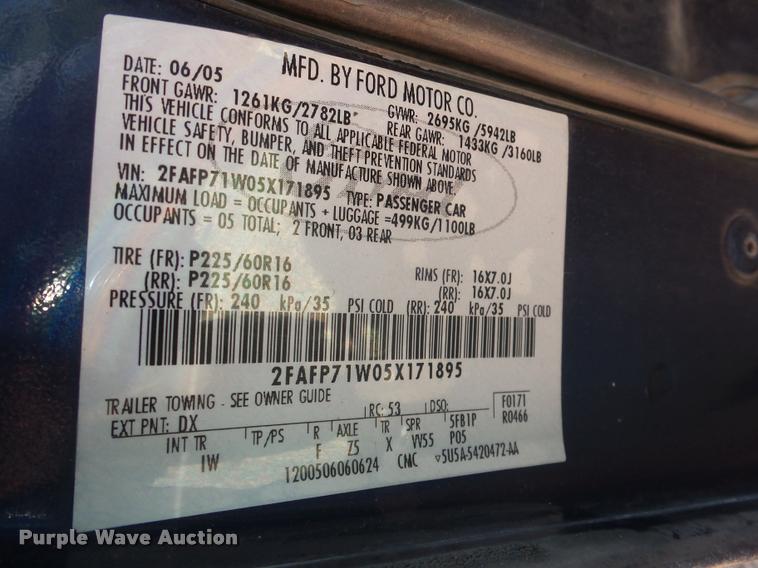 DATE: 06/05 MFD. BY FORD MOTOR CO.
FRONT GAWR: 1261KG/2782LB GVWR: 2695KG/5942LB
REAR GAWR: 1433KG/3160LB
THIS VEHICLE CONFORMS TO ALL APPLICABLE FEDERAL MOTOR
VEHICLE SAFETY, BUMPER, AND THEFT PREVENTION STANDARDS
IN EFFECT ON THE DATE OF MANUFACTURE SHOWN ABOVE.
VIN: 2FAFP71W05X171895 TYPE: PASSENGER CAR
MAXIMUM LOAD = OCCUPANTS + LUGGAGE =499KG/1100LB
OCCUPANTS = 05 TOTAL; 2 FRONT, 03 REAR
TIRE (FR): P225/60R16 RIMS (FR): 16X7.0J
(RR): P225/60R16 (RR): 16X7.0J
PRESSURE (FR): 240 kPa/35 PSI COLD (RR): 240 kPa/35 PSI COLD
2FAFP71W05X171895
TRAILER TOWING - SEE OWNER GUIDE
EXT PNT: DX RC: 53 DSO: F0171
R0466
INT TR TP/PS R AXLE TR SPR 5FB1P
IW F Z5 X VV55 P05
1200506060624 CMC ▽5U5A-5420472-AA
Purple Wave Auction